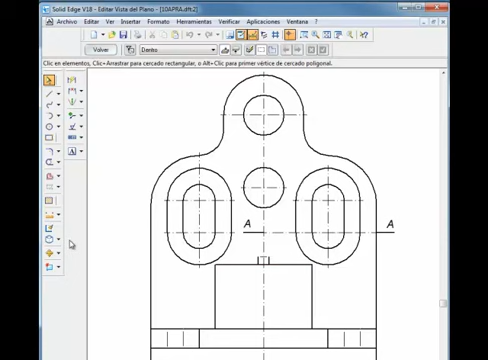 Solid Edge V18 - Editar Vista del Plano - [10APRA.dft:2]
Archivo Editar Ver Insertar Formato Herramientas Verificar Aplicaciones Ventana ?
Volver Derito
Clic en elementos, Clic+Arrastrar para cercado rectangular, o Alt+Clic para primer vértice de cercado poligonal.
A A